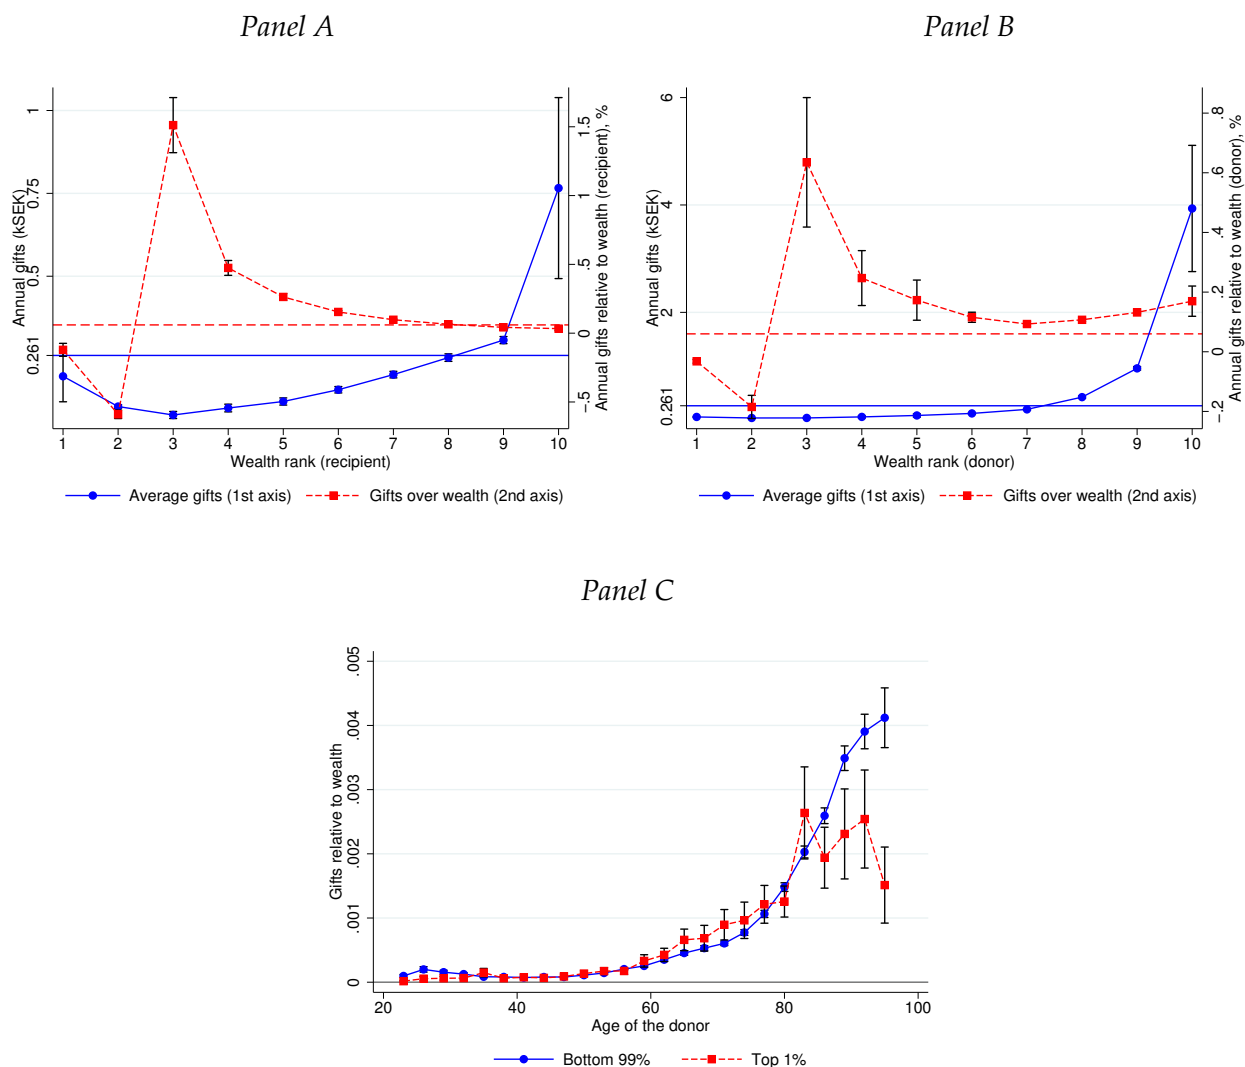 Panel A
Annual gifts (kSEK)
1
0.75
0.5
0.261
Annual gifts relative to wealth (recipient), %
1.5
1
.5
0
-.5
1 2 3 4 5 6 7 8 9 10
Wealth rank (recipient)
Average gifts (1st axis) Gifts over wealth (2nd axis)
Panel B
Annual gifts (kSEK)
6
4
2
0.261
Annual gifts relative to wealth (donor), %
.8
.6
.4
.2
0
-.2
1 2 3 4 5 6 7 8 9 10
Wealth rank (donor)
Average gifts (1st axis) Gifts over wealth (2nd axis)
Panel C
Gifts relative to wealth
.005
.004
.003
.002
.001
0
20 40 60 80 100
Age of the donor
Bottom 99% Top 1%